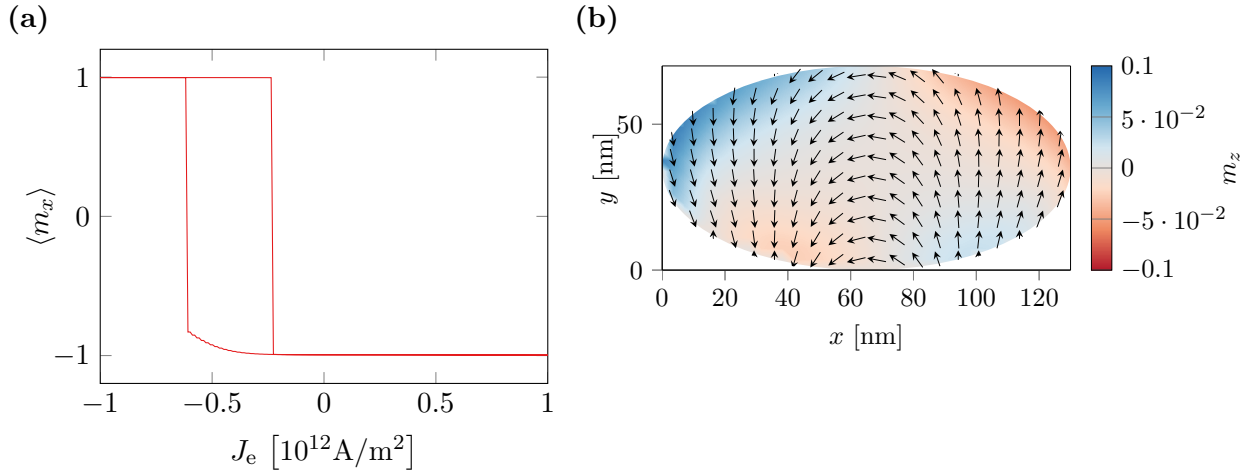 (a)
1
0
−1
⟨m_x⟩
−1 −0.5 0 0.5 1
J_e [10^12 A/m^2]
(b)
50
0
y [nm]
0 20 40 60 80 100 120
x [nm]
0.1
5 · 10^−2
0
−5 · 10^−2
−0.1
m_z